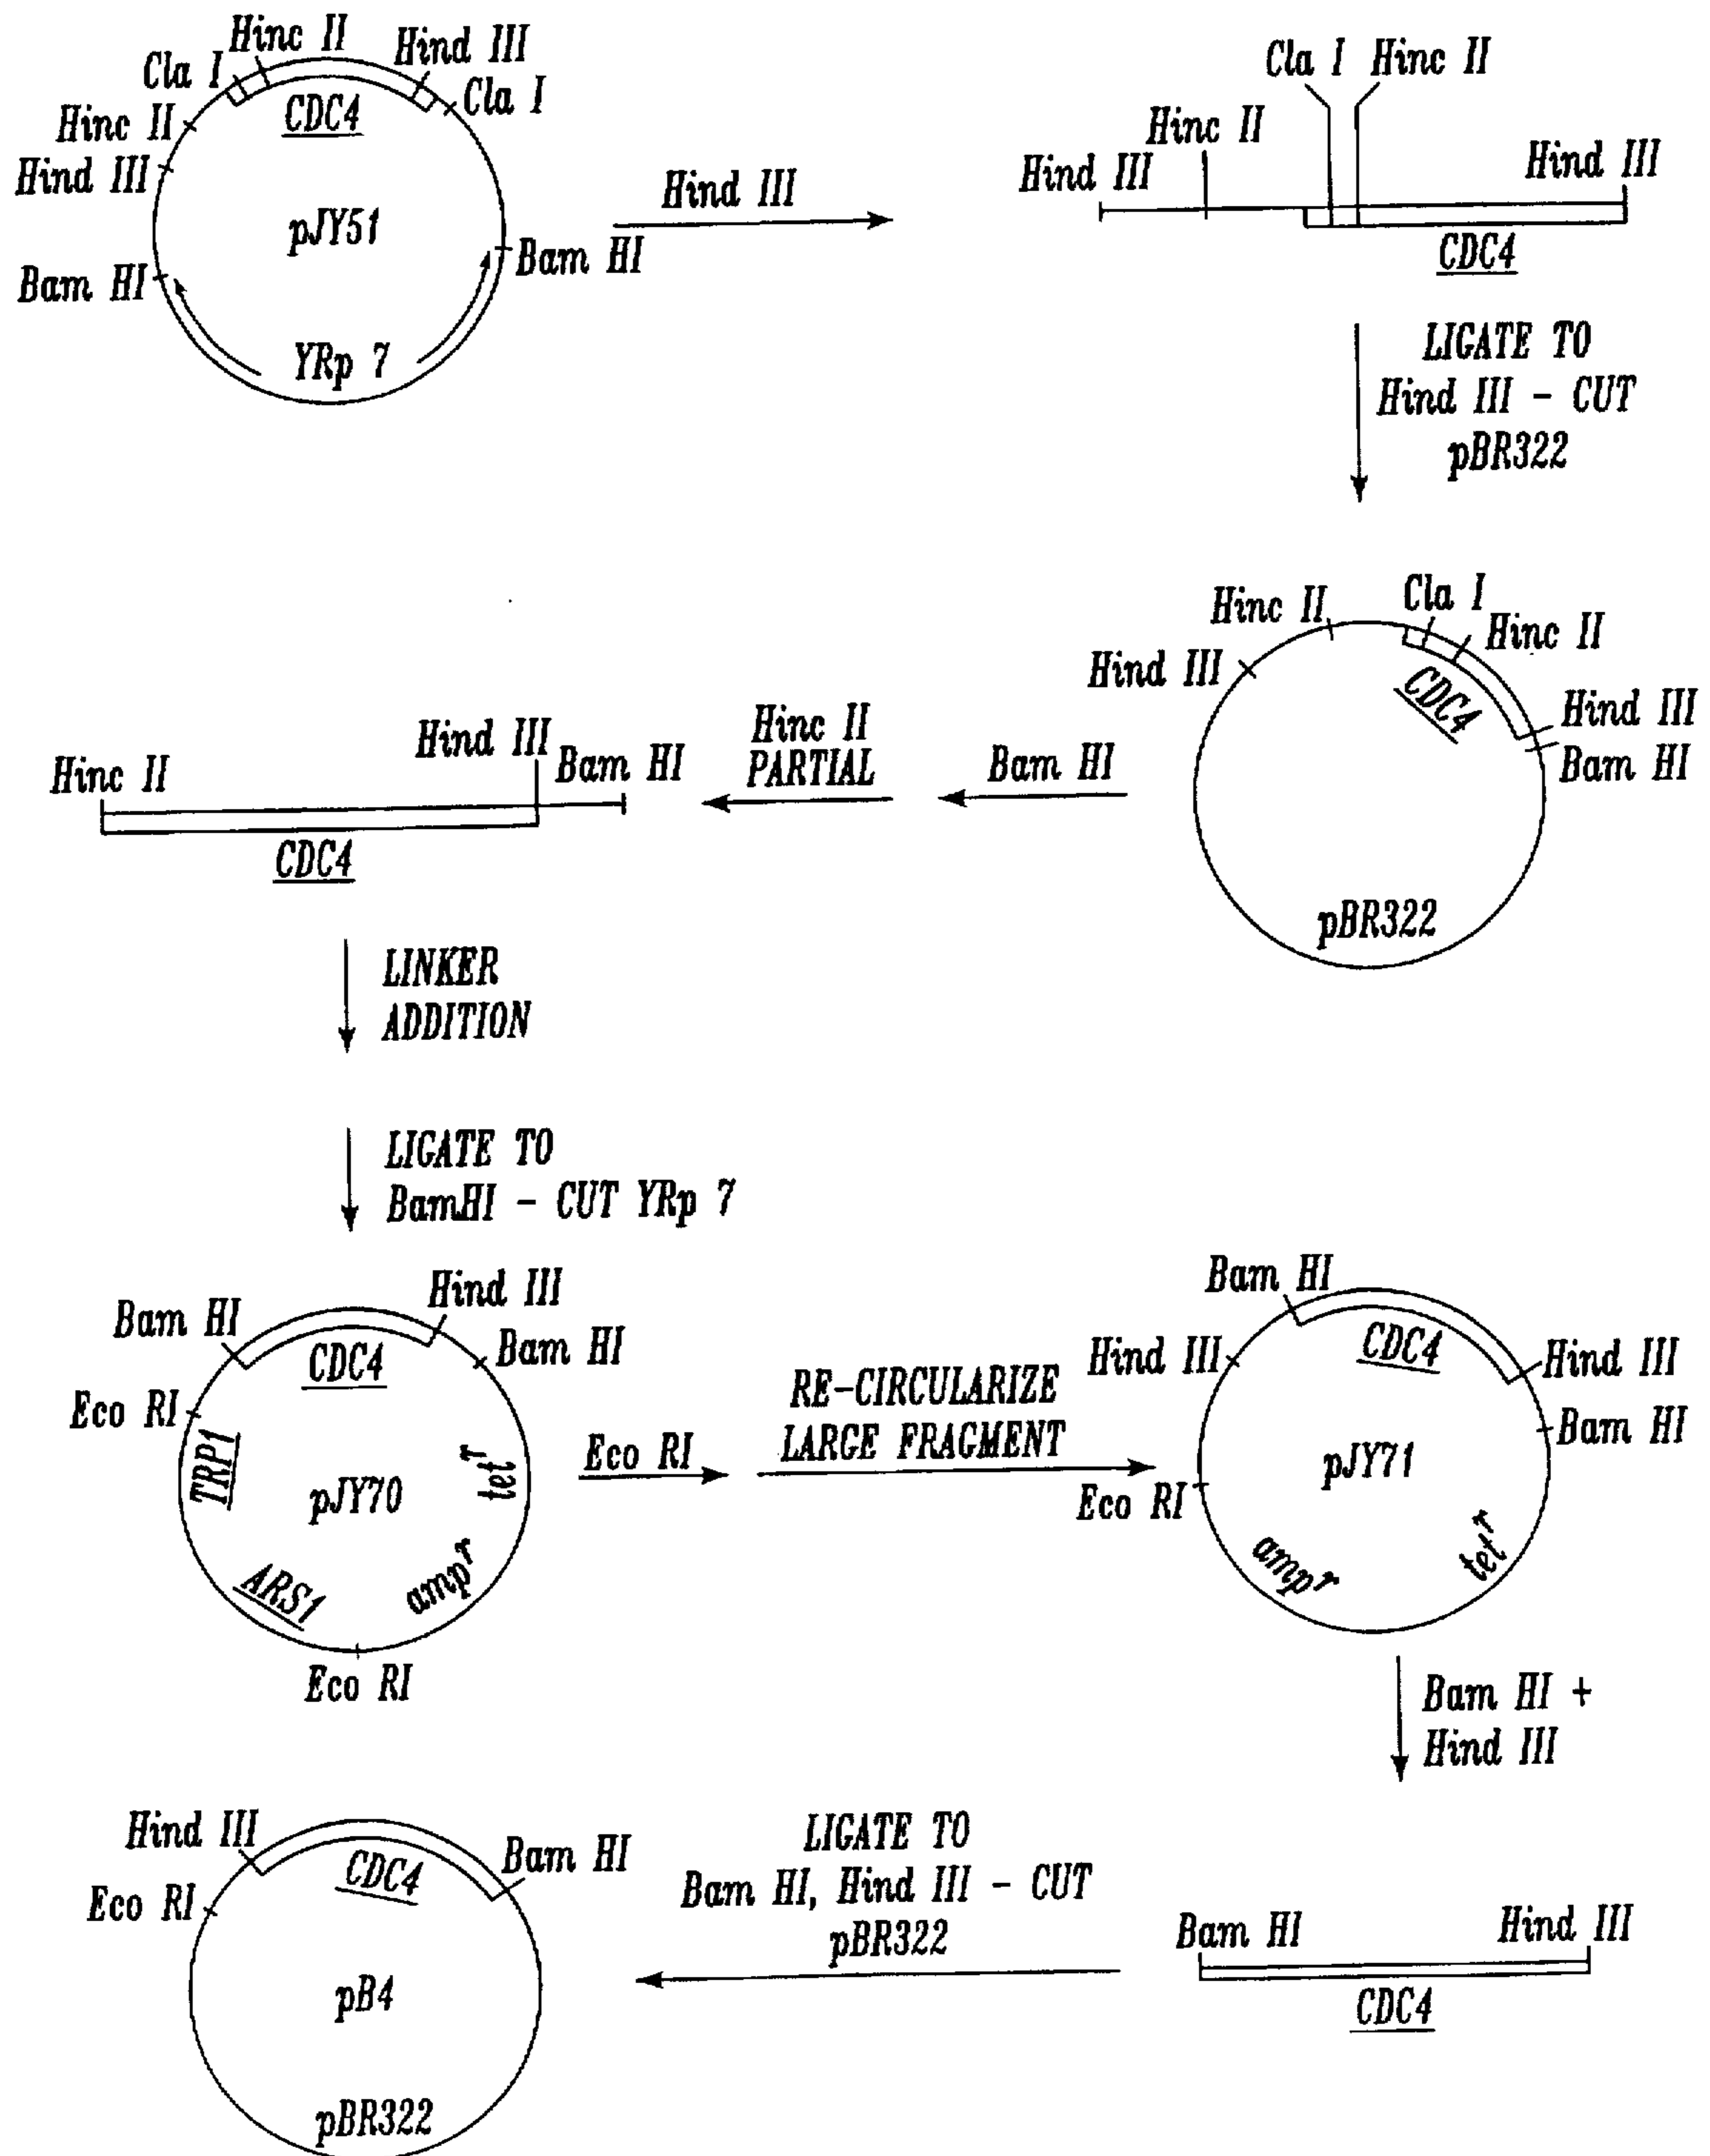 Hinc II
Hind III
Cla I
Cla I
CDC4
Hinc II
Hind III
pJY51
Bam HI
Bam HI
YRp 7
Hind III
Cla I Hinc II
Hinc II
Hind III
Hind III
CDC4
LIGATE TO
Hind III - CUT
pBR322
Hinc II
Cla I
Hinc II
Hind III
CDC4
Hind III
Bam HI
pBR322
Bam HI
Hinc II
PARTIAL
Hinc II
Hind III
Bam HI
CDC4
LINKER
ADDITION
LIGATE TO
BamHI - CUT YRp 7
Hind III
Bam HI
CDC4
Bam HI
Eco RI
TRP1
pJY70
tet r
ARS1
amp r
Eco RI
Eco RI
RE-CIRCULARIZE
LARGE FRAGMENT
Bam HI
Hind III
CDC4
Hind III
Bam HI
pJY71
Eco RI
amp r
tet r
Bam HI +
Hind III
Bam HI
Hind III
CDC4
LIGATE TO
Bam HI, Hind III - CUT
pBR322
Hind III
CDC4
Bam HI
Eco RI
pB4
pBR322